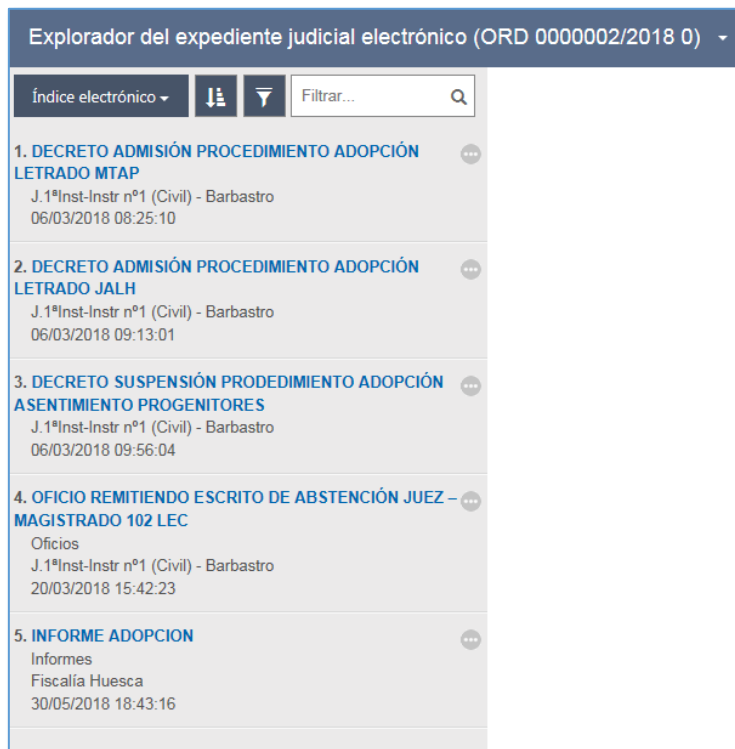 Explorador del expediente judicial electrónico (ORD 0000002/2018 0)
Índice electrónico
Filtrar...
1. DECRETO ADMISIÓN PROCEDIMIENTO ADOPCIÓN
LETRADO MTAP
J.1ªInst-Instr nº1 (Civil) - Barbastro
06/03/2018 08:25:10
2. DECRETO ADMISIÓN PROCEDIMIENTO ADOPCIÓN
LETRADO JALH
J.1ªInst-Instr nº1 (Civil) - Barbastro
06/03/2018 09:13:01
3. DECRETO SUSPENSIÓN PRODEDIMIENTO ADOPCIÓN
ASENTIMIENTO PROGENITORES
J.1ªInst-Instr nº1 (Civil) - Barbastro
06/03/2018 09:56:04
4. OFICIO REMITIENDO ESCRITO DE ABSTENCIÓN JUEZ –
MAGISTRADO 102 LEC
Oficios
J.1ªInst-Instr nº1 (Civil) - Barbastro
20/03/2018 15:42:23
5. INFORME ADOPCION
Informes
Fiscalía Huesca
30/05/2018 18:43:16